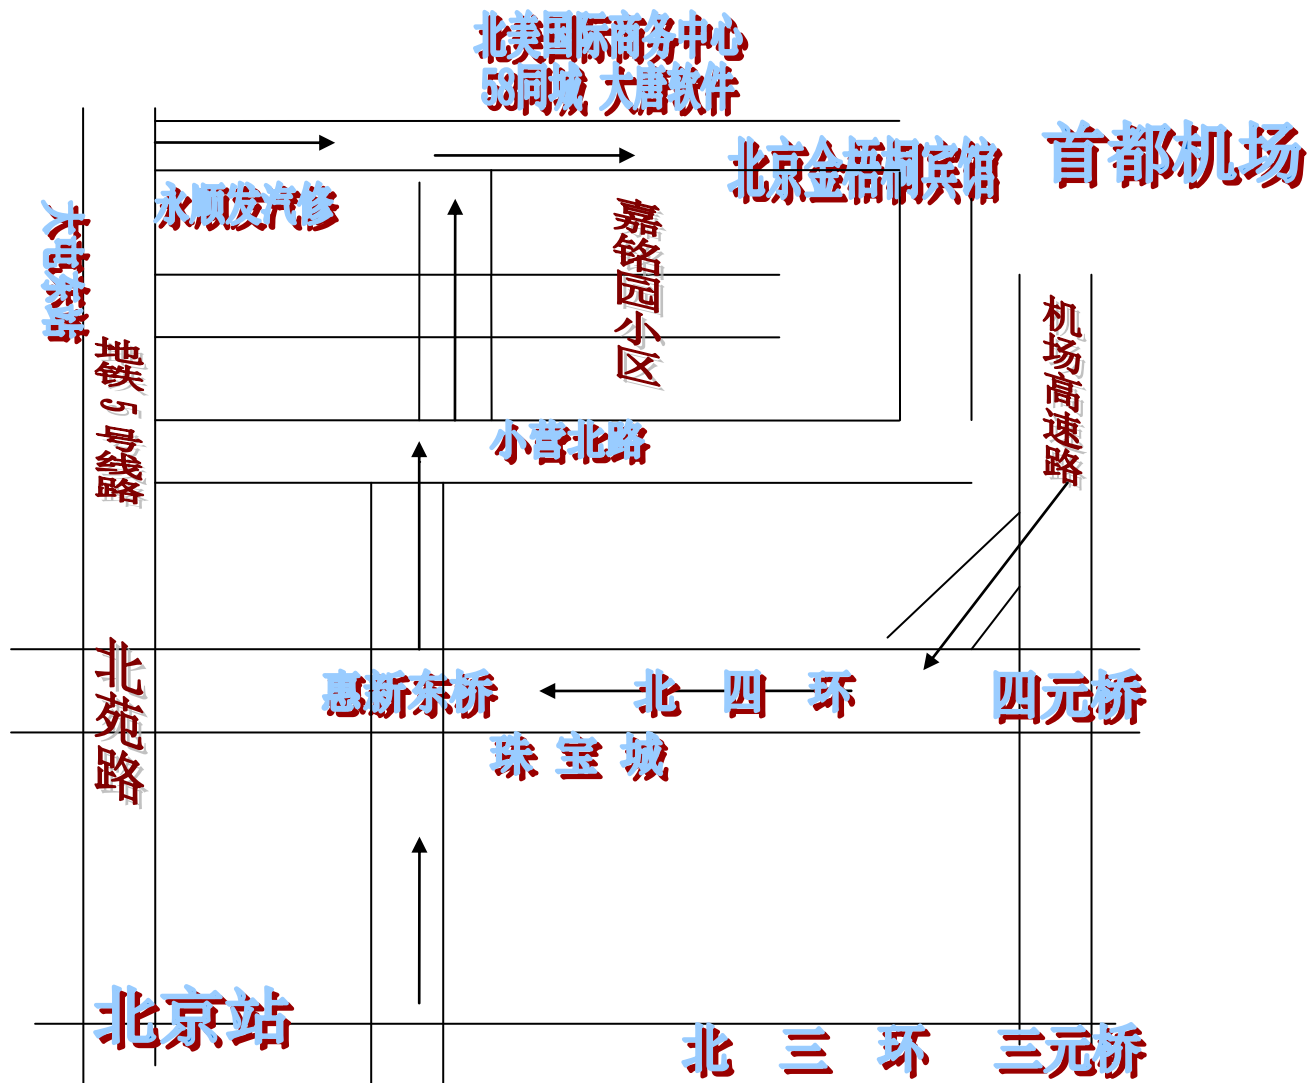 北美国际商务中心
58同城 大唐软件
北京金梧桐宾馆
首都机场
永顺发汽修
大屯东站
嘉铭园小区
机场高速路
地铁5号线路
小营北路
北苑路
惠新东桥
北 四 环
四元桥
珠 宝 城
北京站
北 三 环
三元桥